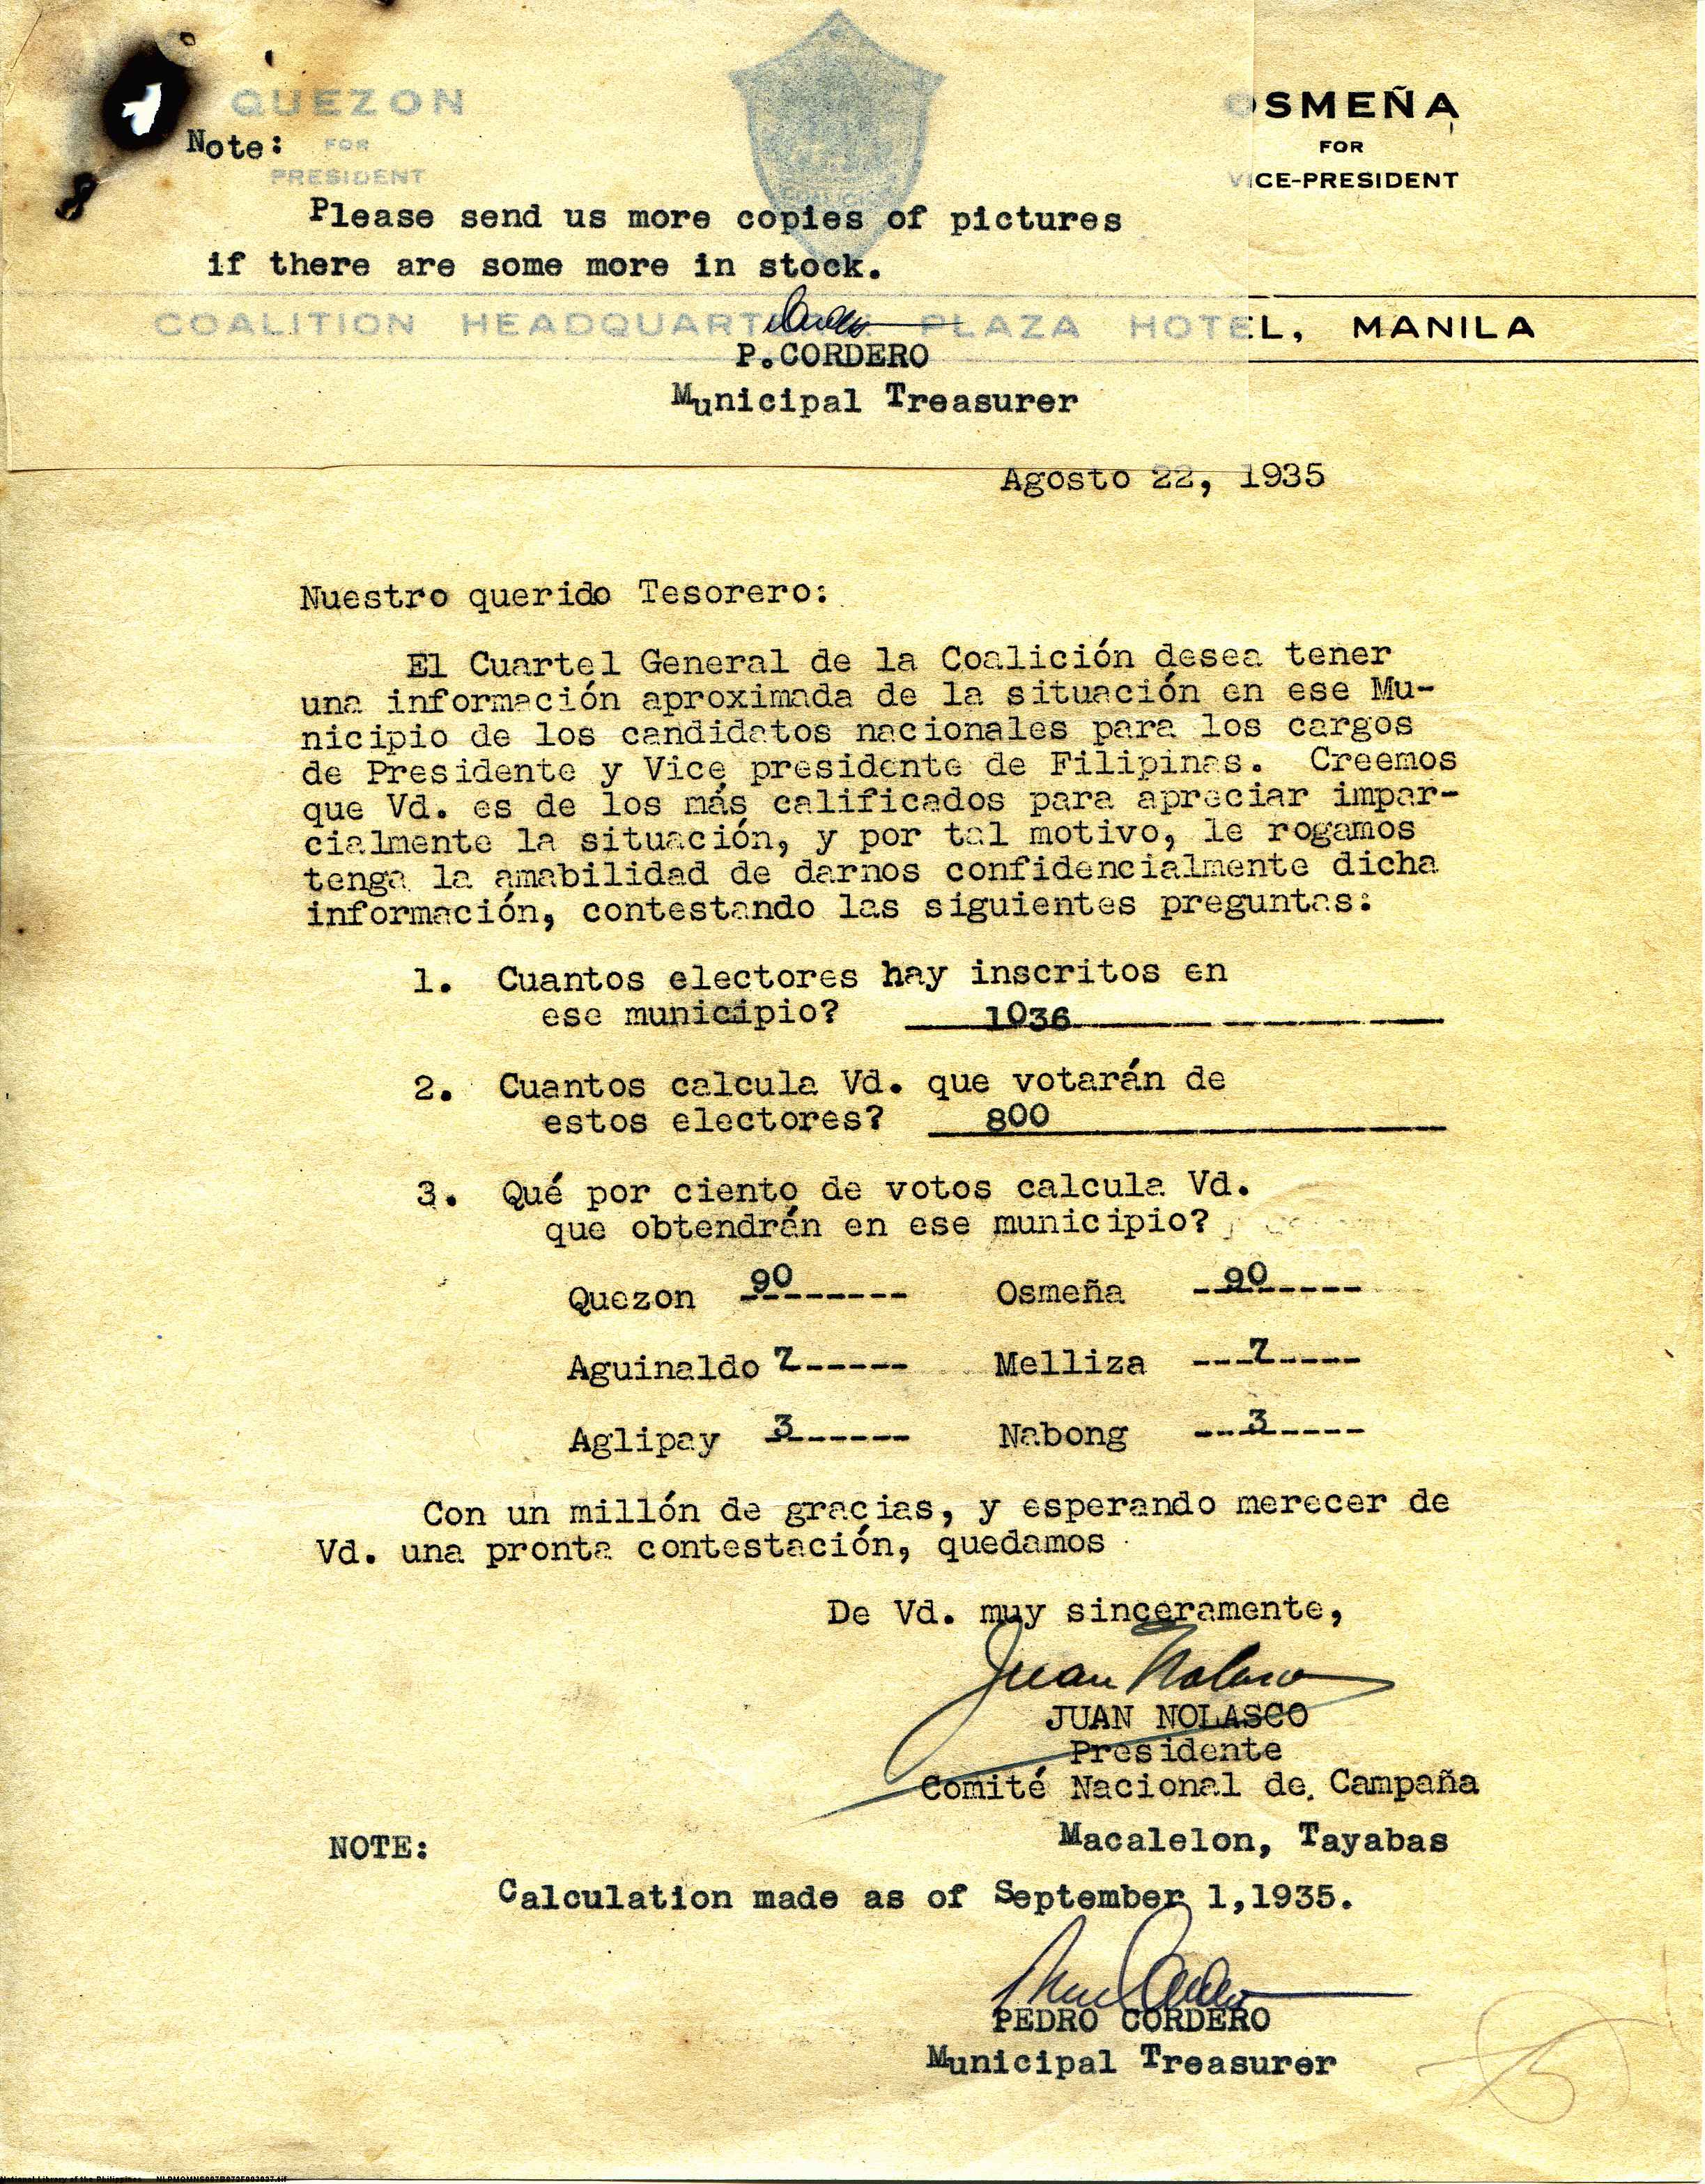 QUEZON
FOR
PRESIDENT
OSMEÑA
FOR
VICE-PRESIDENT
Note:
Please send us more copies of pictures
if there are some more in stock.
COALITION HEADQUARTERS PLAZA HOTEL, MANILA
P.CORDERO
Municipal Treasurer
Agosto 22, 1935
Nuestro querido Tesorero:
El Cuartel General de la Coalición desea tener
una información aproximada de la situación en ese Mu-
nicipio de los candidatos nacionales para los cargos
de Presidente y Vice presidente de Filipinas. Creemos
que Vd. es de los más calificados para apreciar impar-
cialmente la situación, y por tal motivo, le rogamos
tenga la amabilidad de darnos confidencialmente dicha
información, contestando las siguientes preguntas:
1. Cuantos electores hay inscritos en
ese municipio? 1036
2. Cuantos calcula Vd. que votarán de
estos electores? 800
3. Qué por ciento de votos calcula Vd.
que obtendrán en ese municipio?
Quezon 90 Osmeña 90
Aguinaldo 7 Melliza 7
Aglipay 3 Nabong 3
Con un millón de gracias, y esperando merecer de
Vd. una pronta contestación, quedamos
De Vd. muy sinceramente,
Juan Nolasco
JUAN NOLASCO
Presidente
Comité Nacional de Campaña
Macalelon, Tayabas
NOTE:
Calculation made as of September 1,1935.
PEDRO CORDERO
Municipal Treasurer
National Library of the Philippines